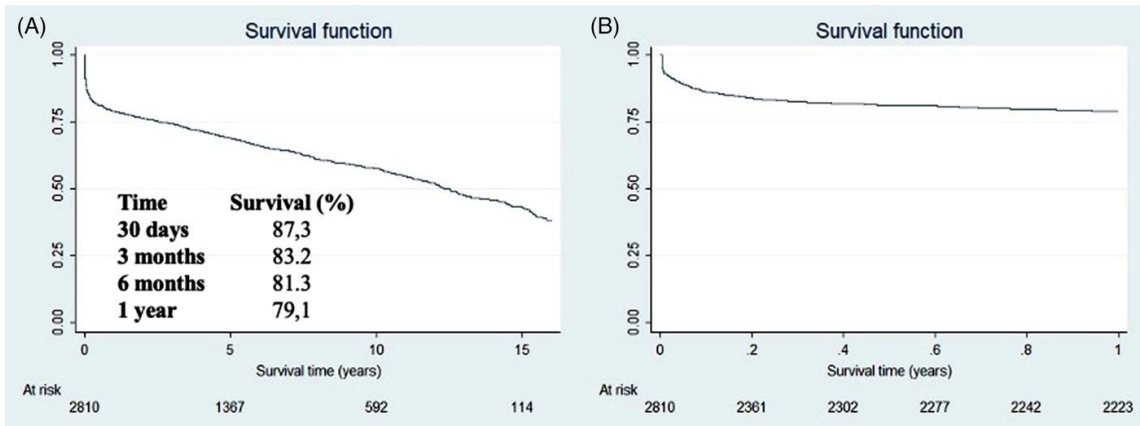 (A)
Survival function
1.00
0.75
0.50
0.25
0.00
Time Survival (%)
30 days 87,3
3 months 83.2
6 months 81.3
1 year 79,1
0 5 10 15
Survival time (years)
At risk
2810 1367 592 114
(B)
Survival function
1.00
0.75
0.50
0.25
0.00
0 .2 .4 .6 .8 1
Survival time (years)
At risk
2810 2361 2302 2277 2242 2223